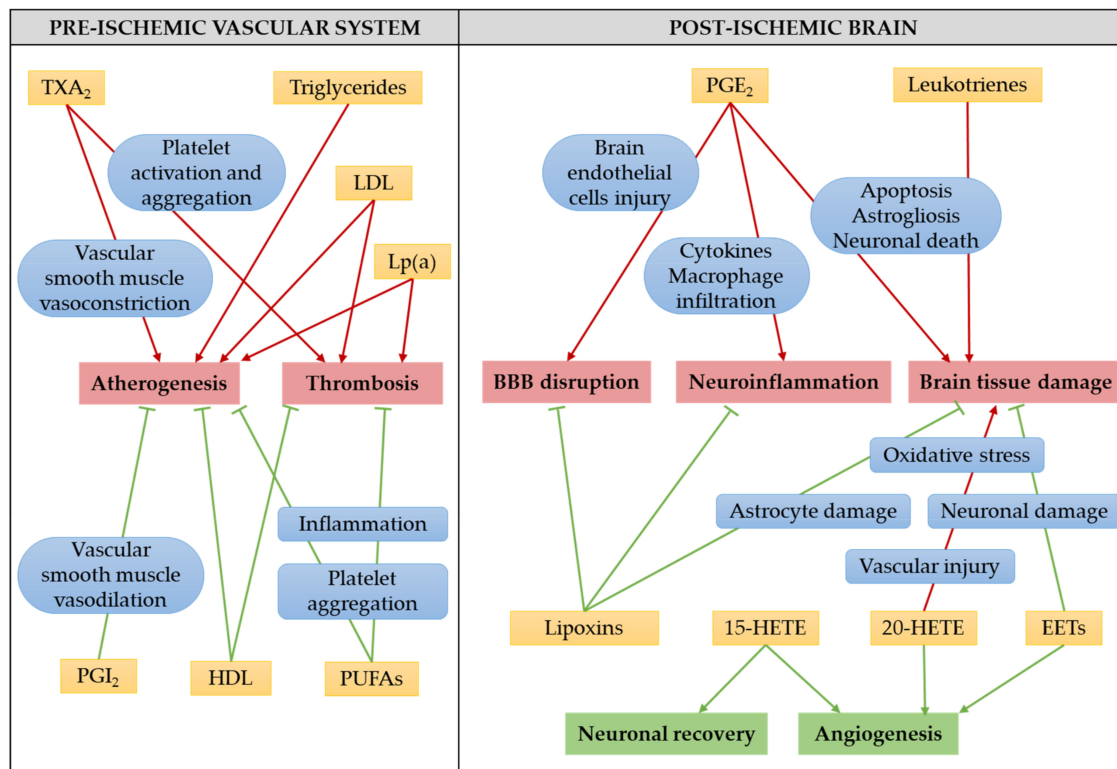 PRE-ISCHEMIC VASCULAR SYSTEM
TXA₂
Triglycerides
Platelet
activation and
aggregation
LDL
Vascular
smooth muscle
vasoconstriction
Lp(a)
Atherogenesis
Thrombosis
Inflammation
Vascular
smooth muscle
vasodilation
Platelet
aggregation
PGI₂
HDL
PUFAs
POST-ISCHEMIC BRAIN
PGE₂
Leukotrienes
Brain
endothelial
cells injury
Apoptosis
Astrogliosis
Neuronal death
Cytokines
Macrophage
infiltration
BBB disruption
Neuroinflammation
Brain tissue damage
Oxidative stress
Astrocyte damage
Neuronal damage
Vascular injury
Lipoxins
15-HETE
20-HETE
EETs
Neuronal recovery
Angiogenesis